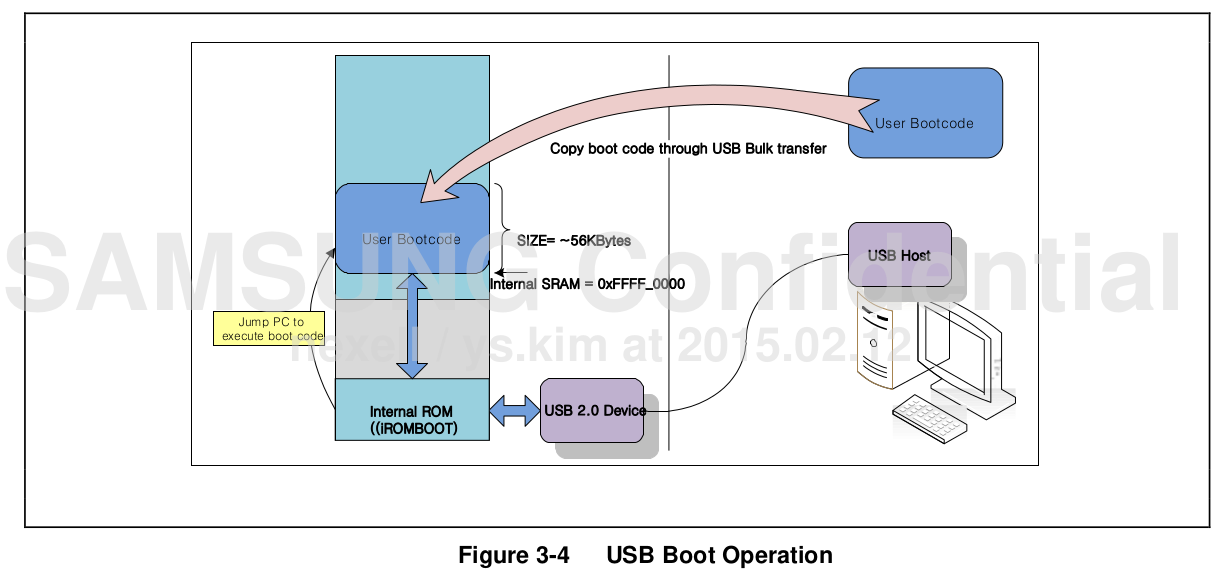 User Bootcode
Copy boot code through USB Bulk transfer
User Bootcode
SIZE= ~56KBytes
USB Host
Internal SRAM = 0xFFFF_0000
SAMSUNG Confidential
Jump PC to
execute boot code
nexell / ys.kim at 2015.02.12
Internal ROM
((iROMBOOT)
USB 2.0 Device
Figure 3-4 USB Boot Operation